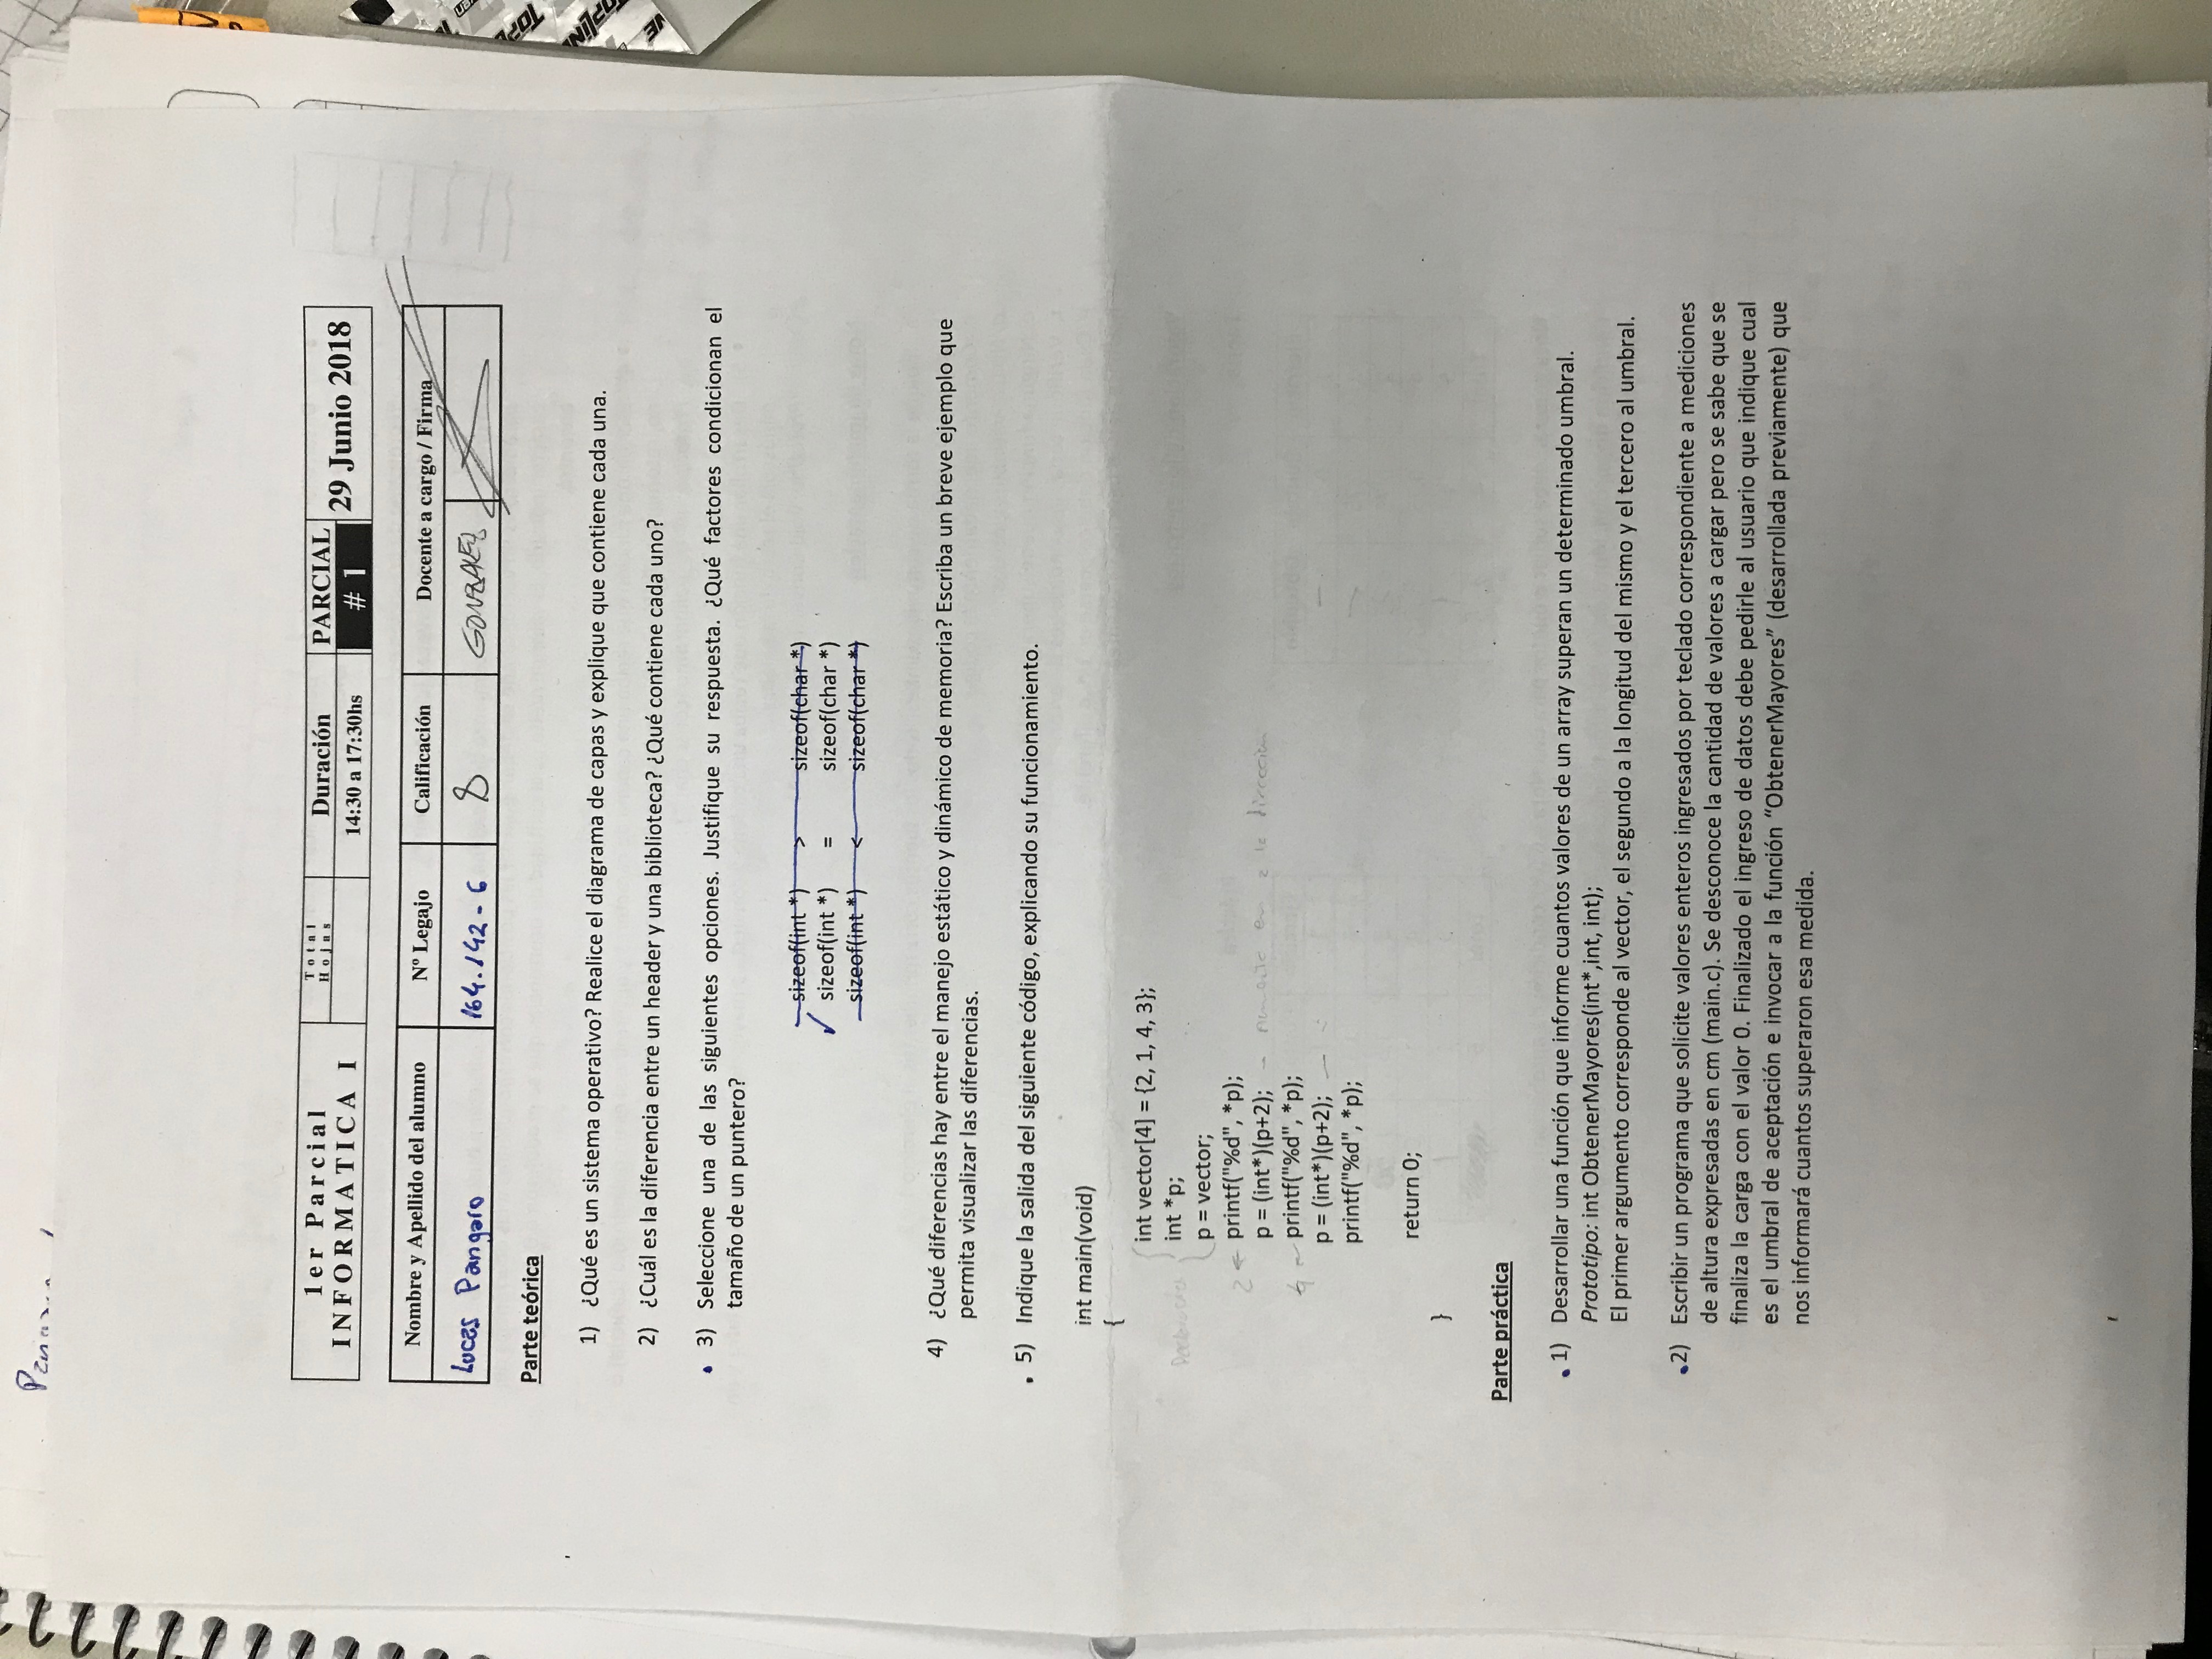 1er Parcial
INFORMATICA I
Total
Hojas
Duración
14:30 a 17:30hs
PARCIAL
# 1
29 Junio 2018
Nombre y Apellido del alumno
Nº Legajo
Calificación
Docente a cargo / Firma
Lucas Pangaro
164.142-6
8
GONZALEZ
Parte teórica
1) ¿Qué es un sistema operativo? Realice el diagrama de capas y explique que contiene cada una.
2) ¿Cuál es la diferencia entre un header y una biblioteca? ¿Qué contiene cada uno?
3) Seleccione una de las siguientes opciones. Justifique su respuesta. ¿Qué factores condicionan el
tamaño de un puntero?
sizeof(int *) > sizeof(char *)
sizeof(int *) = sizeof(char *)
sizeof(int *) < sizeof(char *)
4) ¿Qué diferencias hay entre el manejo estático y dinámico de memoria? Escriba un breve ejemplo que
permita visualizar las diferencias.
5) Indique la salida del siguiente código, explicando su funcionamiento.
int main(void)
{
int vector[4] = {2, 1, 4, 3};
int *p;
p = vector;
2 ← printf("%d", *p);
p = (int*)(p+2); - Aumento en 2 la dirección
4 printf("%d", *p);
p = (int*)(p+2);
printf("%d", *p);
return 0;
}
Parte práctica
1) Desarrollar una función que informe cuantos valores de un array superan un determinado umbral.
Prototipo: int ObtenerMayores(int*,int, int);
El primer argumento corresponde al vector, el segundo a la longitud del mismo y el tercero al umbral.
2) Escribir un programa que solicite valores enteros ingresados por teclado correspondiente a mediciones
de altura expresadas en cm (main.c). Se desconoce la cantidad de valores a cargar pero se sabe que se
finaliza la carga con el valor 0. Finalizado el ingreso de datos debe pedirle al usuario que indique cual
es el umbral de aceptación e invocar a la función “ObtenerMayores” (desarrollada previamente) que
nos informará cuantos superaron esa medida.